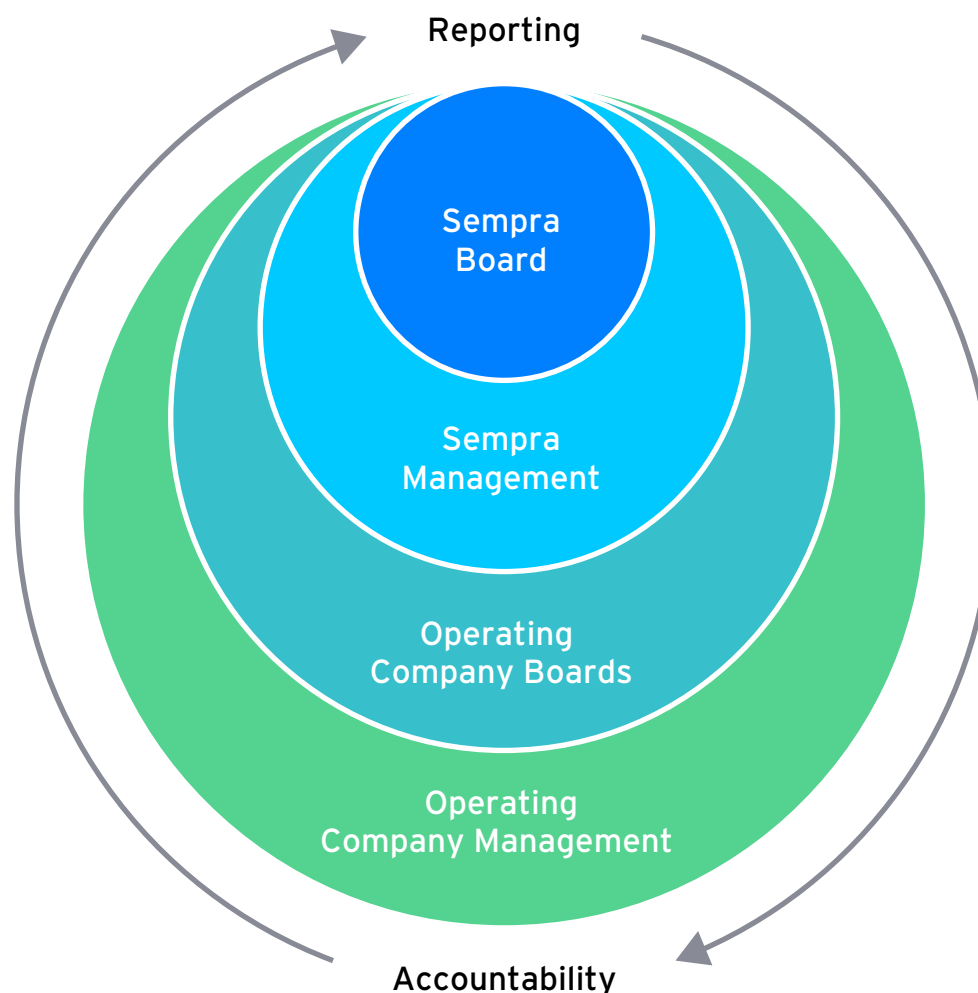 Reporting
Sempra
Board
Sempra
Management
Operating
Company Boards
Operating
Company Management
Accountability